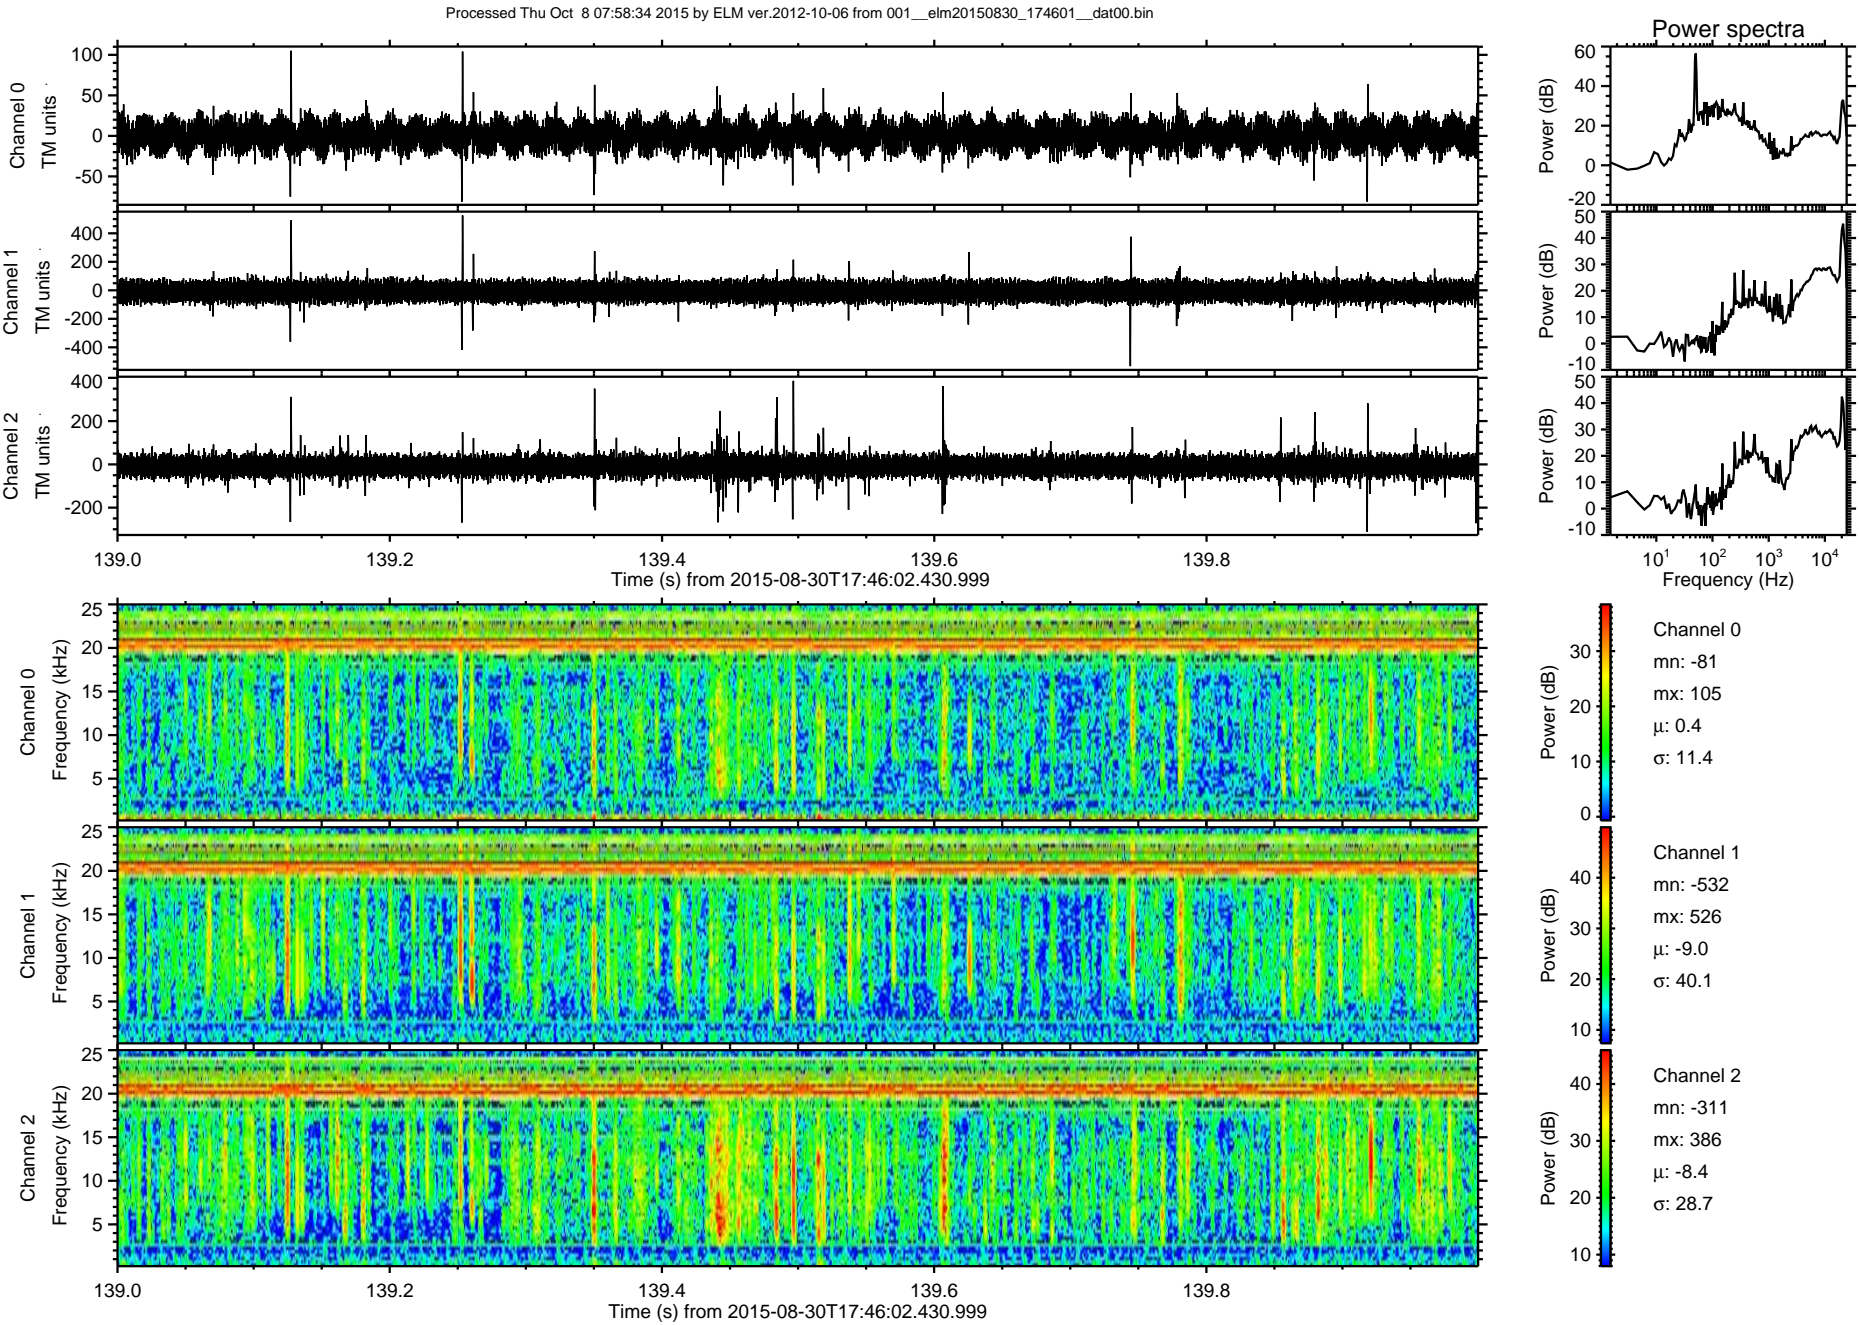 Processed Thu Oct  8 07:58:34 2015 by ELM ver.2012-10-06 from 001__elm20150830_174601__dat00.bin
Power spectra
Channel 0
TM units
100
50
0
-50
Power (dB)
60
40
20
0
-20
Channel 1
TM units
400
200
0
-200
-400
Power (dB)
50
40
30
20
10
0
-10
Channel 2
TM units
400
200
0
-200
Power (dB)
50
40
30
20
10
0
-10
139.0 139.2 139.4 139.6 139.8
Time (s) from 2015-08-30T17:46:02.430.999
10¹ 10² 10³ 10⁴
Frequency (Hz)
Channel 0
Frequency (kHz)
25
20
15
10
5
Power (dB)
30
20
10
0
Channel 0
mn: -81
mx: 105
μ: 0.4
σ: 11.4
Channel 1
Frequency (kHz)
25
20
15
10
5
Power (dB)
40
30
20
10
Channel 1
mn: -532
mx: 526
μ: -9.0
σ: 40.1
Channel 2
Frequency (kHz)
25
20
15
10
5
Power (dB)
40
30
20
10
Channel 2
mn: -311
mx: 386
μ: -8.4
σ: 28.7
139.0 139.2 139.4 139.6 139.8
Time (s) from 2015-08-30T17:46:02.430.999